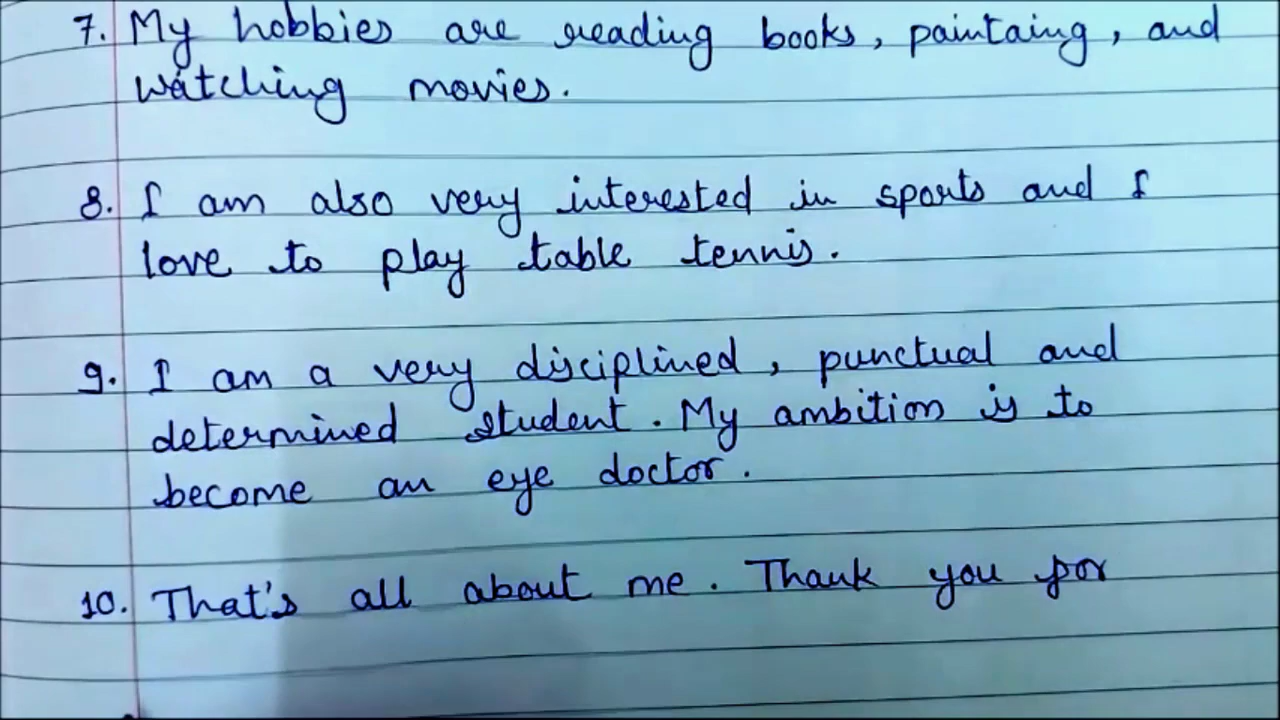 7. My hobbies are reading books, paintaing, and
watching movies.
8. I am also very interested in sports and I
love to play table tennis.
9. I am a very disciplined, punctual and
determined student. My ambition is to
become an eye doctor.
10. That's all about me. Thank you for